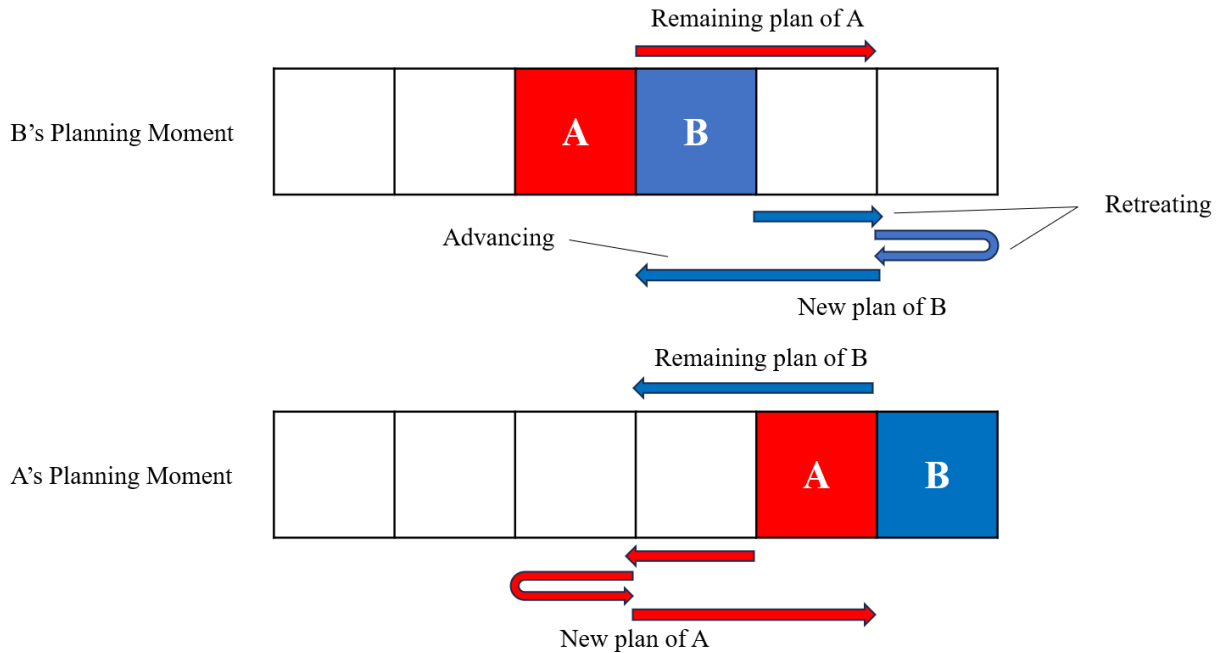 Remaining plan of A
B’s Planning Moment
A
B
Retreating
Advancing
New plan of B
Remaining plan of B
A’s Planning Moment
A
B
New plan of A